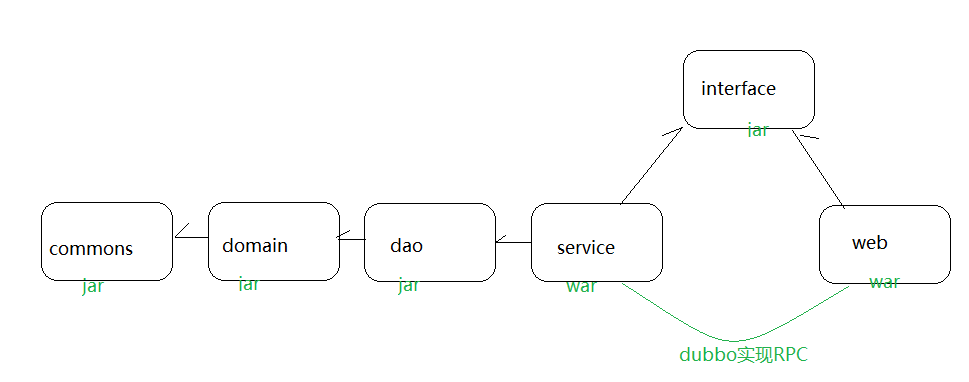 interface
jar
commons
jar
domain
jar
dao
jar
service
war
web
war
dubbo实现RPC